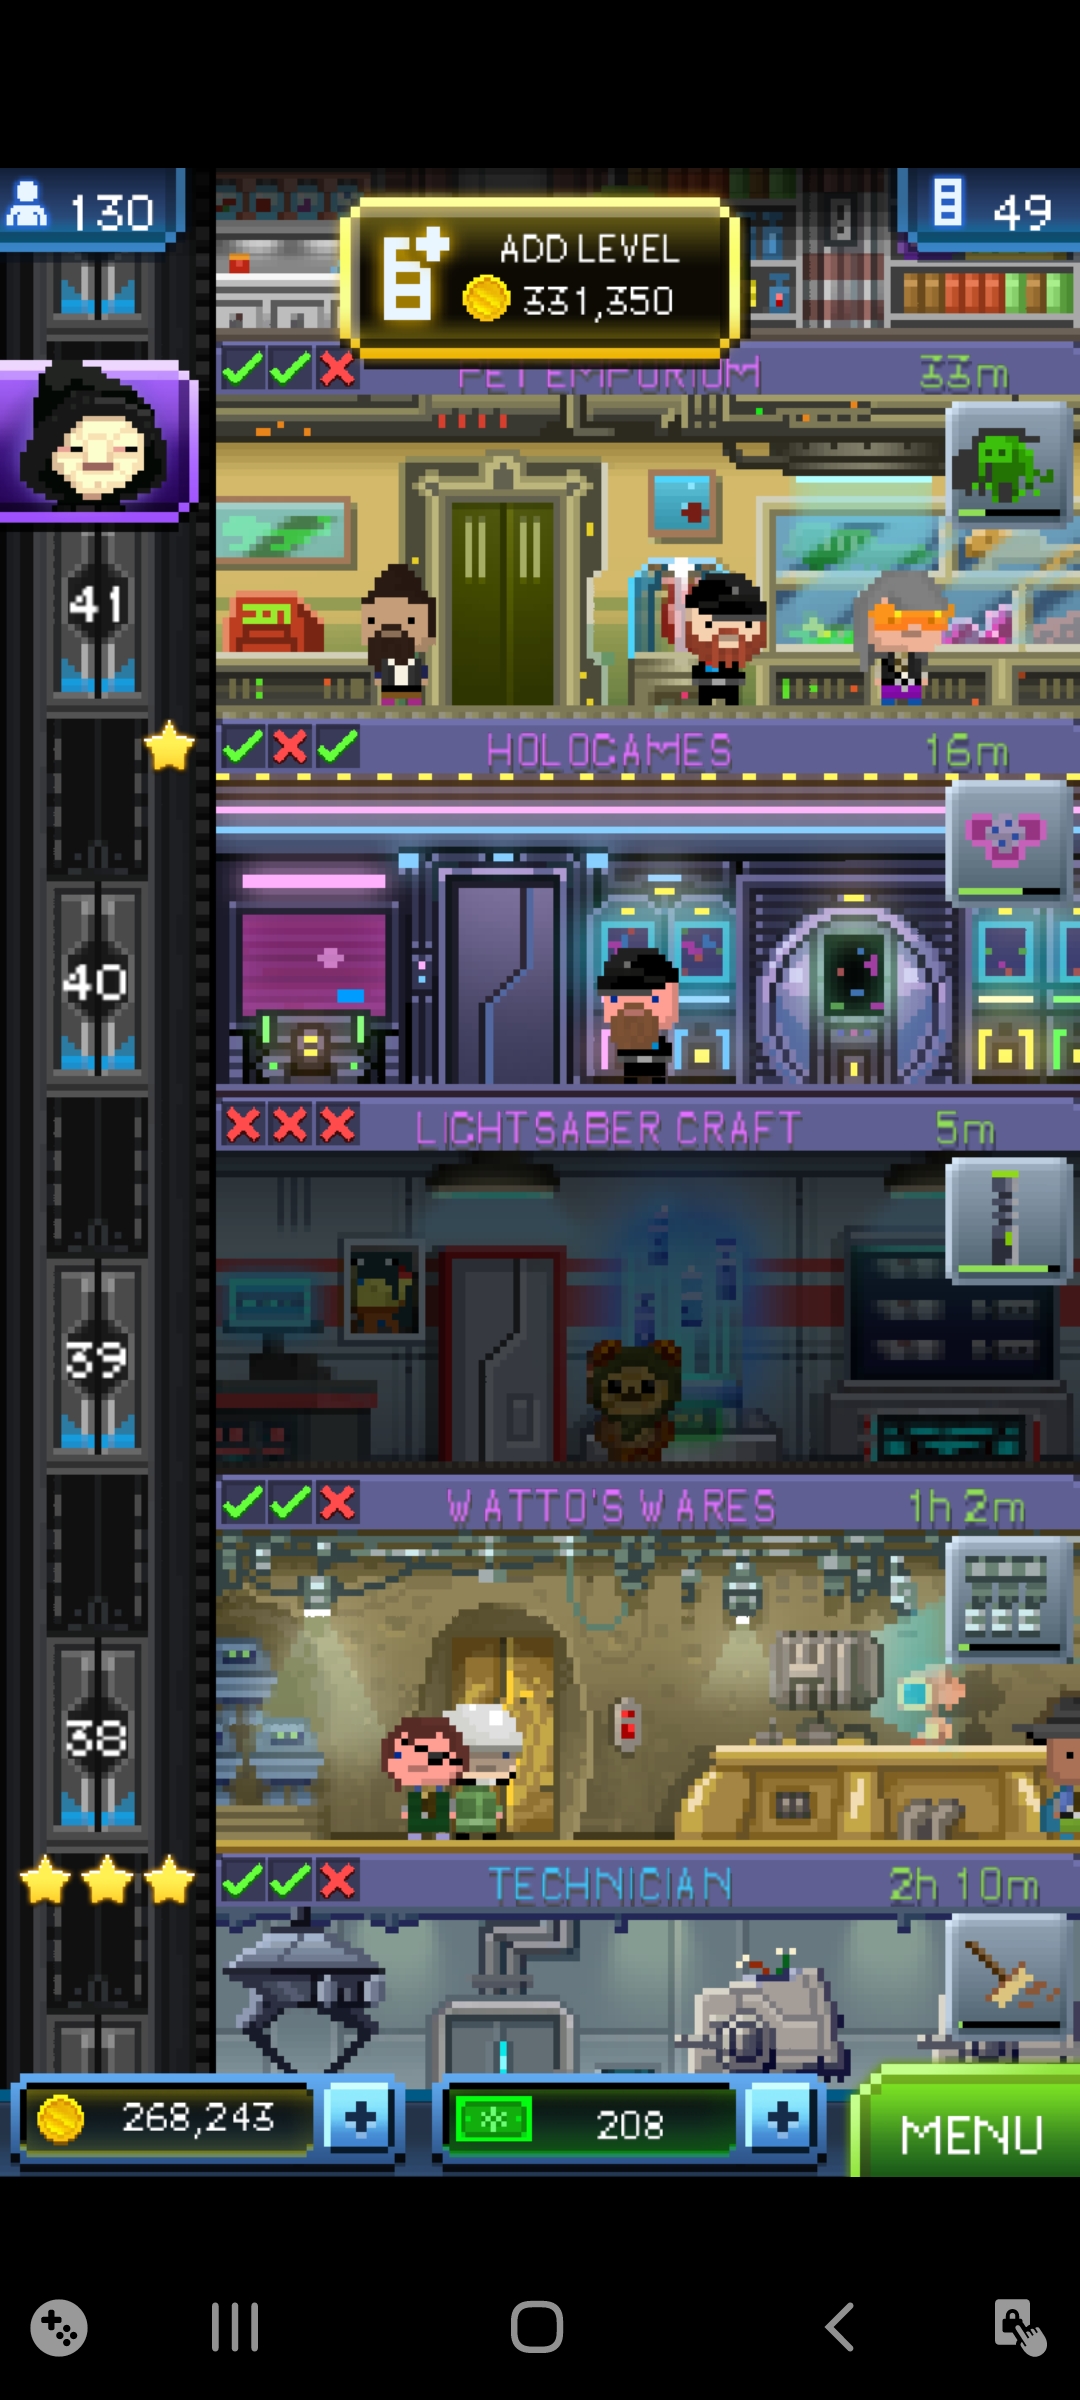 130
49
ADD LEVEL
331,350
PET EMPORIUM
33m
41
HOLOGAMES
16m
40
LIGHTSABER CRAFT
5m
39
WATTO'S WARES
1h 2m
38
TECHNICIAN
2h 10m
268,243
208
MENU